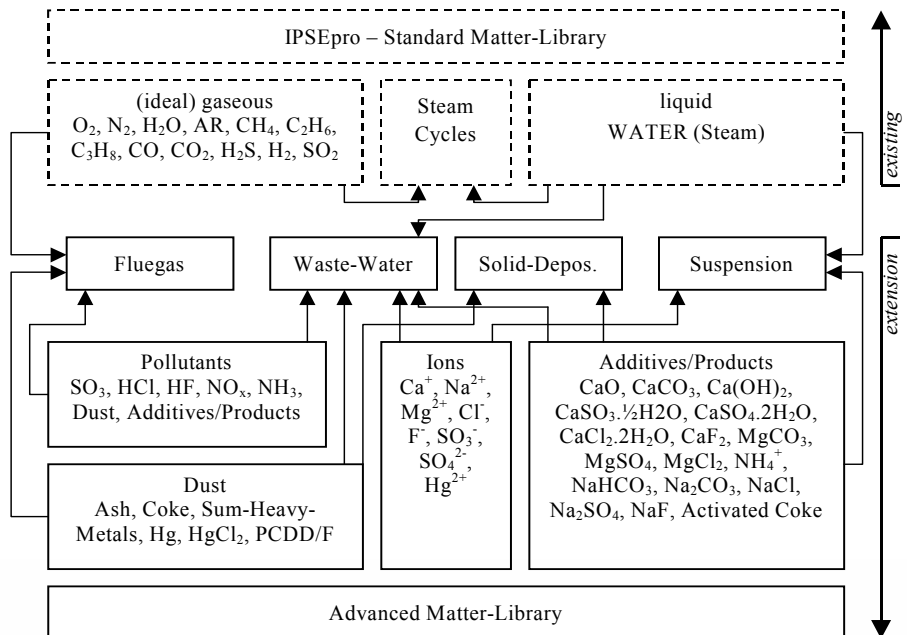 IPSEpro – Standard Matter-Library
(ideal) gaseous
O₂, N₂, H₂O, AR, CH₄, C₂H₆,
C₃H₈, CO, CO₂, H₂S, H₂, SO₂
Steam
Cycles
liquid
WATER (Steam)
existing
Fluegas
Waste-Water
Solid-Depos.
Suspension
extension
Pollutants
SO₃, HCl, HF, NOₓ, NH₃,
Dust, Additives/Products
Ions
Ca⁺, Na²⁺,
Mg²⁺, Cl⁻,
F⁻, SO₃⁻,
SO₄²⁻,
Hg²⁺
Additives/Products
CaO, CaCO₃, Ca(OH)₂,
CaSO₃.½H2O, CaSO₄.2H₂O,
CaCl₂.2H₂O, CaF₂, MgCO₃,
MgSO₄, MgCl₂, NH₄⁺,
NaHCO₃, Na₂CO₃, NaCl,
Na₂SO₄, NaF, Activated Coke
Dust
Ash, Coke, Sum-Heavy-
Metals, Hg, HgCl₂, PCDD/F
Advanced Matter-Library